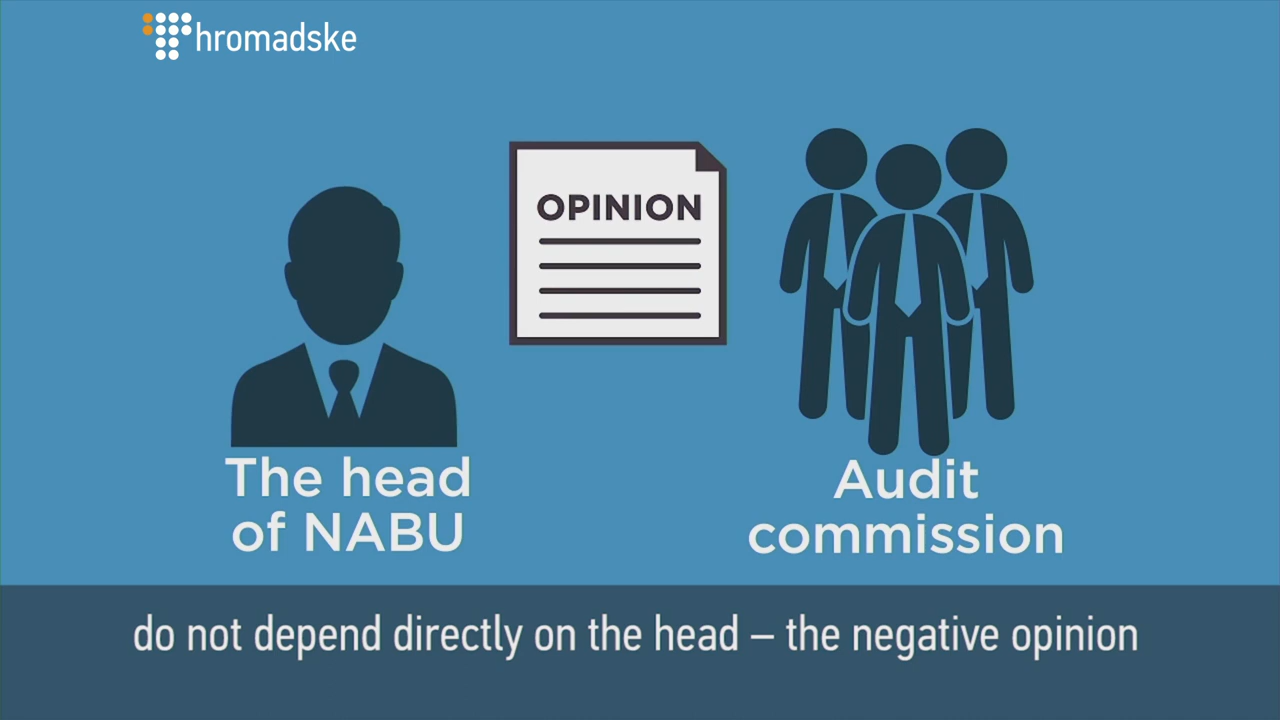 hromadske
OPINION
The head
of NABU
Audit
commission
do not depend directly on the head – the negative opinion